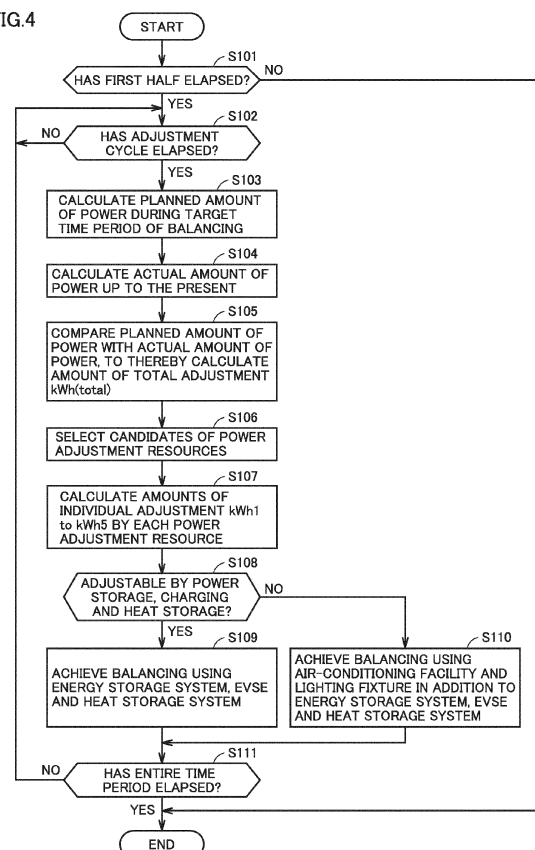 FIG.4
START
S101
HAS FIRST HALF ELAPSED?
NO
YES
S102
NO
HAS ADJUSTMENT
CYCLE ELAPSED?
YES
S103
CALCULATE PLANNED AMOUNT
OF POWER DURING TARGET
TIME PERIOD OF BALANCING
S104
CALCULATE ACTUAL AMOUNT OF
POWER UP TO THE PRESENT
S105
COMPARE PLANNED AMOUNT OF
POWER WITH ACTUAL AMOUNT OF
POWER, TO THEREBY CALCULATE
AMOUNT OF TOTAL ADJUSTMENT
kWh(total)
S106
SELECT CANDIDATES OF POWER
ADJUSTMENT RESOURCES
S107
CALCULATE AMOUNTS OF
INDIVIDUAL ADJUSTMENT kWh1
to kWh5 BY EACH POWER
ADJUSTMENT RESOURCE
S108
ADJUSTABLE BY POWER
STORAGE, CHARGING
AND HEAT STORAGE?
NO
YES
S109
ACHIEVE BALANCING USING
ENERGY STORAGE SYSTEM, EVSE
AND HEAT STORAGE SYSTEM
S110
ACHIEVE BALANCING USING
AIR-CONDITIONING FACILITY AND
LIGHTING FIXTURE IN ADDITION TO
ENERGY STORAGE SYSTEM, EVSE
AND HEAT STORAGE SYSTEM
S111
NO
HAS ENTIRE TIME
PERIOD ELAPSED?
YES
END